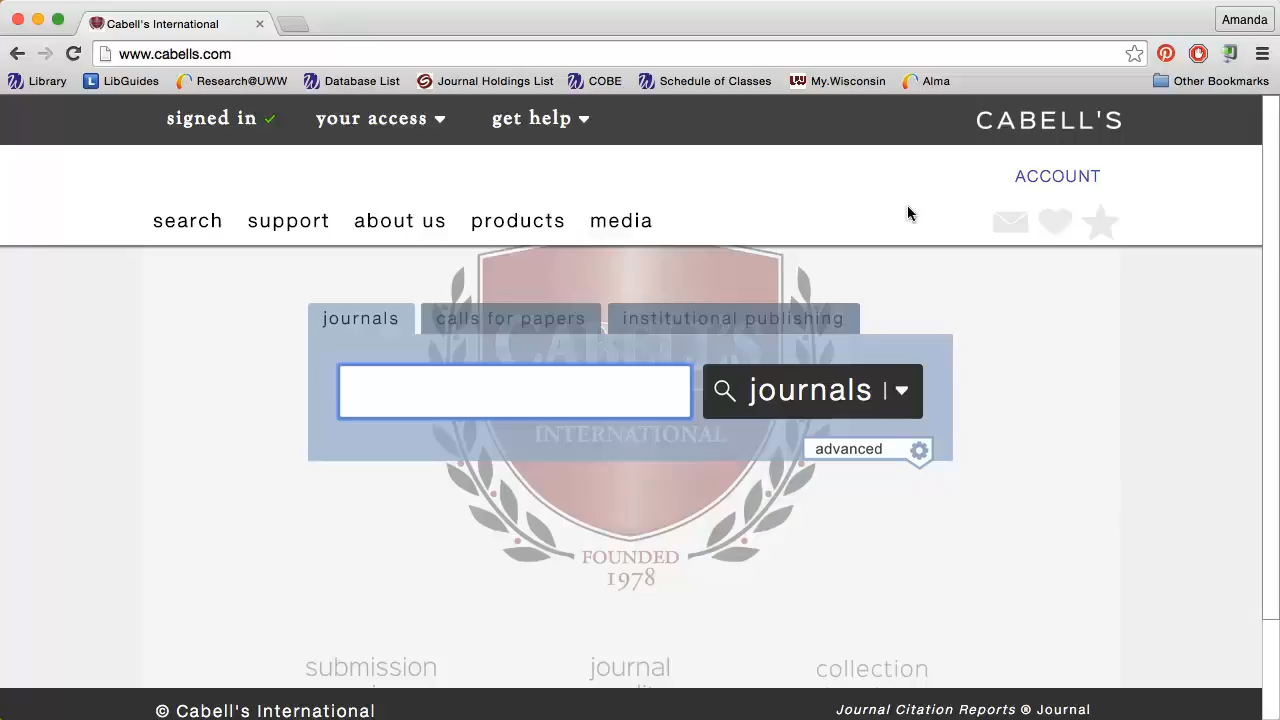 Cabell's International
Amanda
www.cabells.com
Library
LibGuides
Research@UWW
Database List
Journal Holdings List
COBE
Schedule of Classes
My.Wisconsin
Alma
Other Bookmarks
signed in
your access
get help
CABELL'S
ACCOUNT
search
support
about us
products
media
journals
calls for papers
institutional publishing
CABELL'S
journals
INTERNATIONAL
advanced
FOUNDED
1978
submission
journal
collection
© Cabell's International
Journal Citation Reports ® Journal